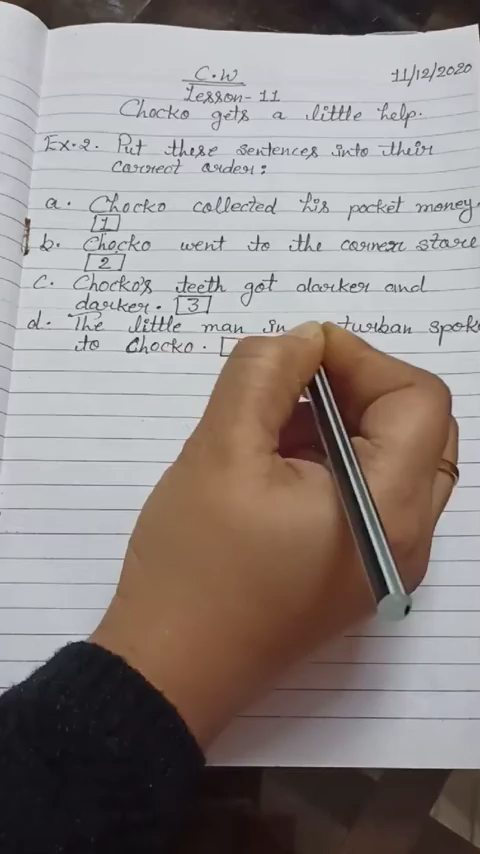 C.W
11/12/2020
Lesson-11
Chocko gets a little help.
Ex.2. Put these sentences into their
correct order:
a. Chocko collected his pocket money.
1
b. Chocko went to the corner store
2
c. Chocko's teeth got darker and
darker. 3
d. The little man in turban spok
to Chocko.